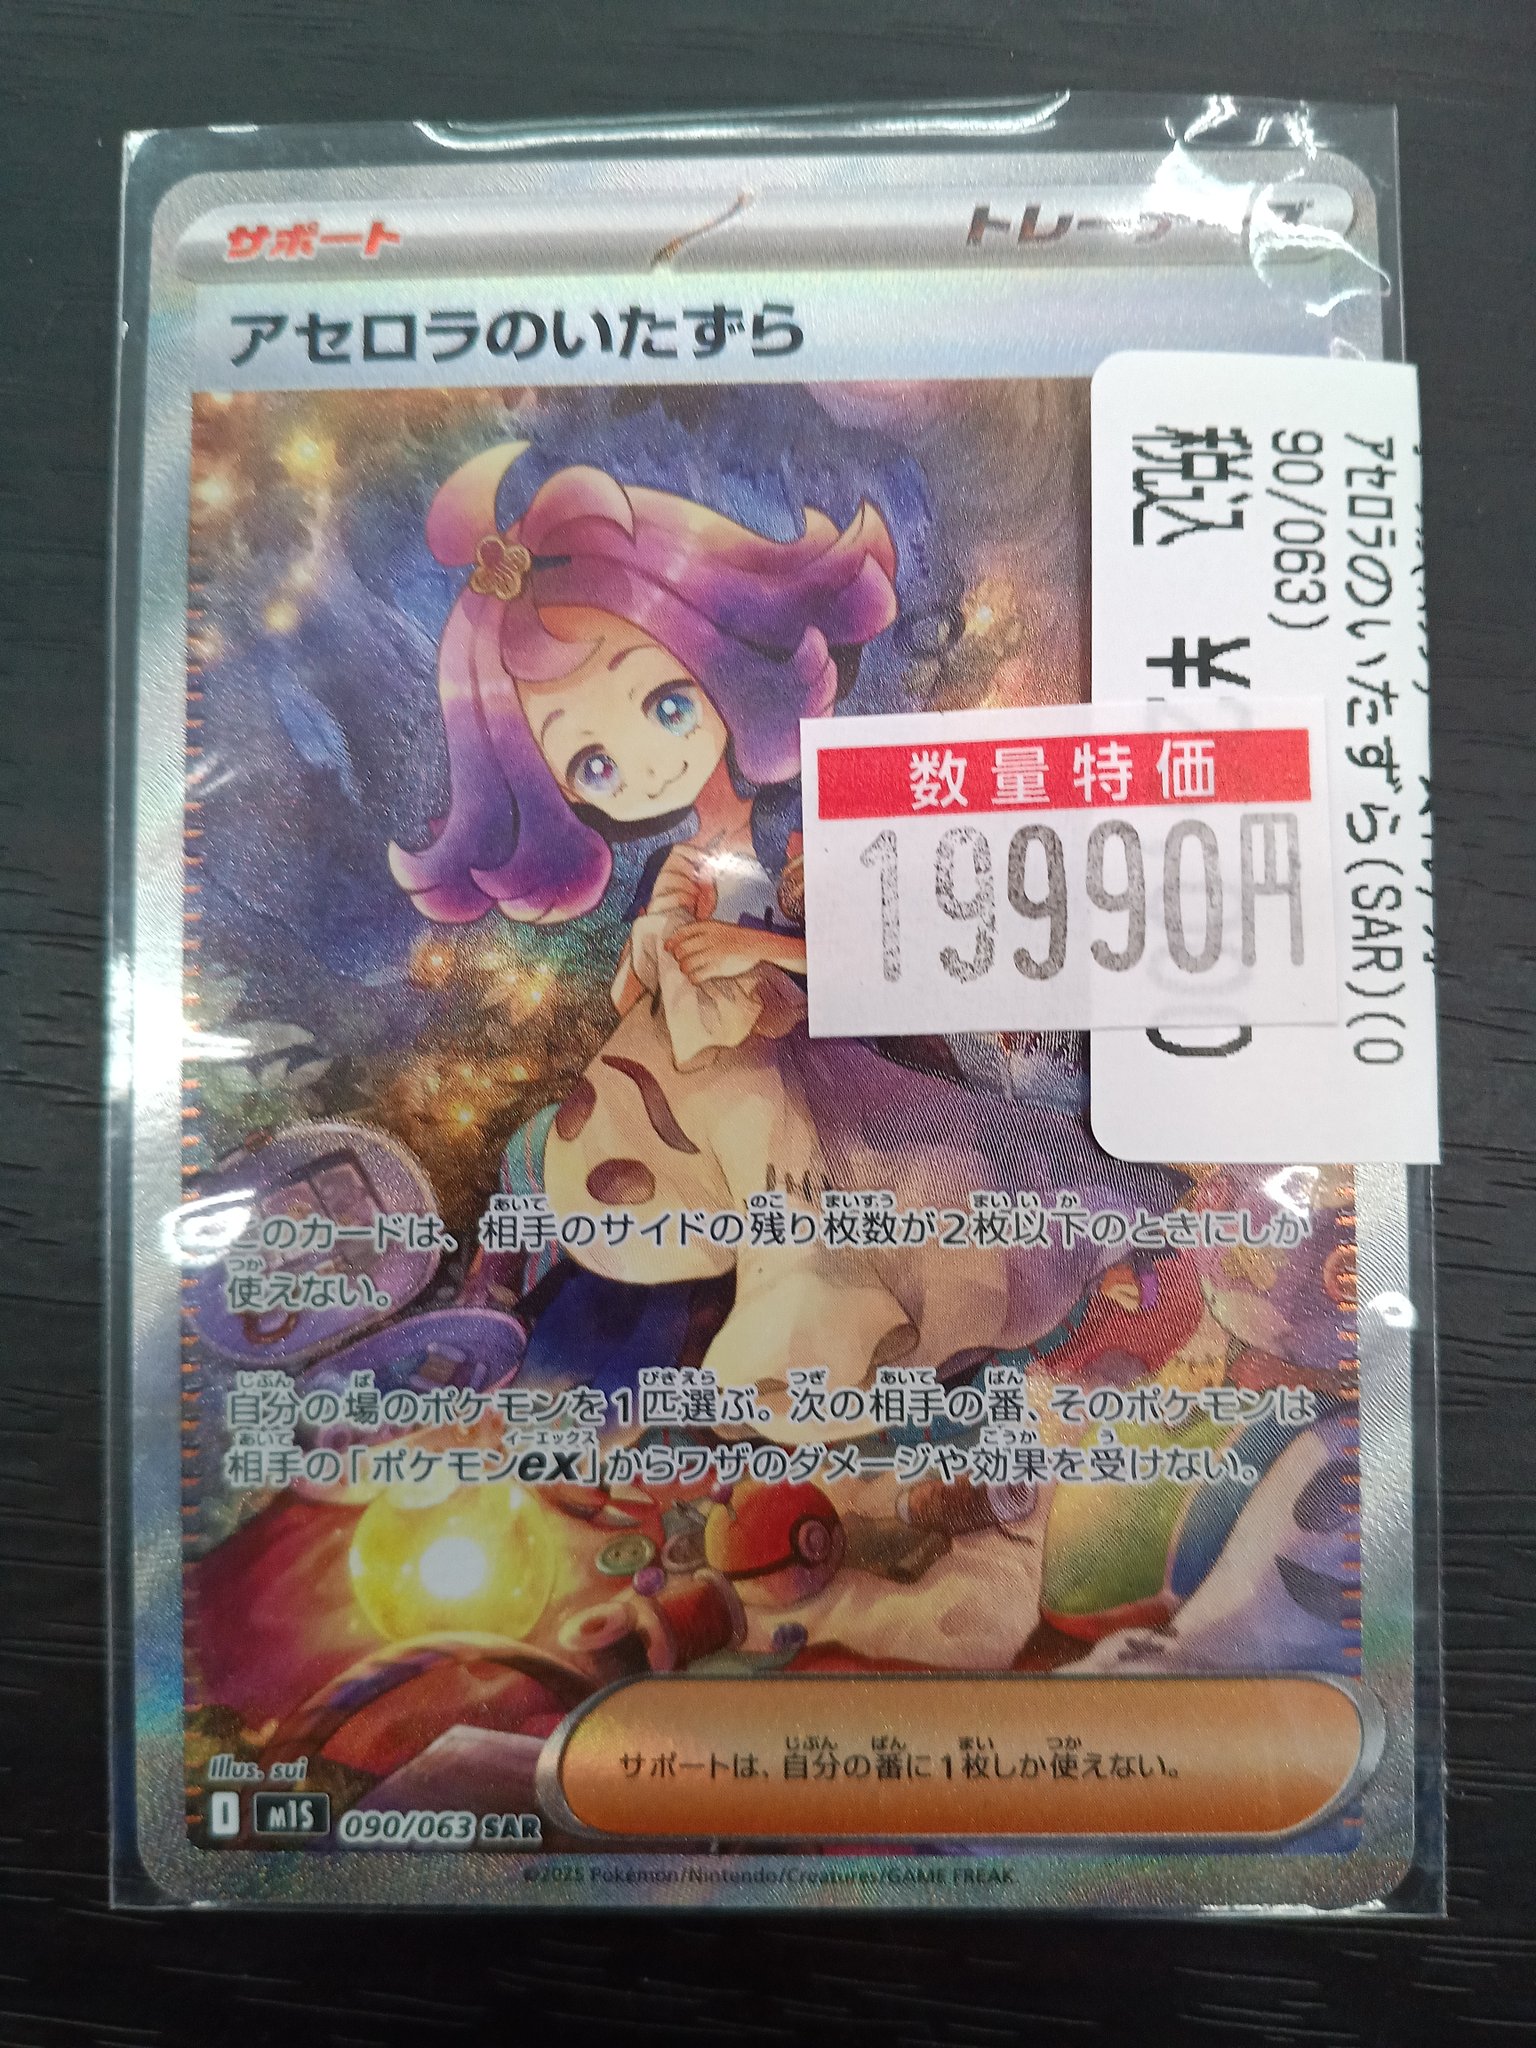 サポート
アセロラのいたずら
アセロラのいたずら(SAR)(0
90/063)
税込
数量特価
19990円
このカードは、相手のサイドの残り枚数が2枚以下のときにしか
使えない。
自分の場のポケモンを1匹選ぶ。次の相手の番、そのポケモンは
相手の「ポケモンex」からワザのダメージや効果を受けない。
サポートは、自分の番に1枚しか使えない。
Illus. sui
I M1S 090/063 SAR
©2025 Pokémon/Nintendo/Creatures/GAME FREAK.